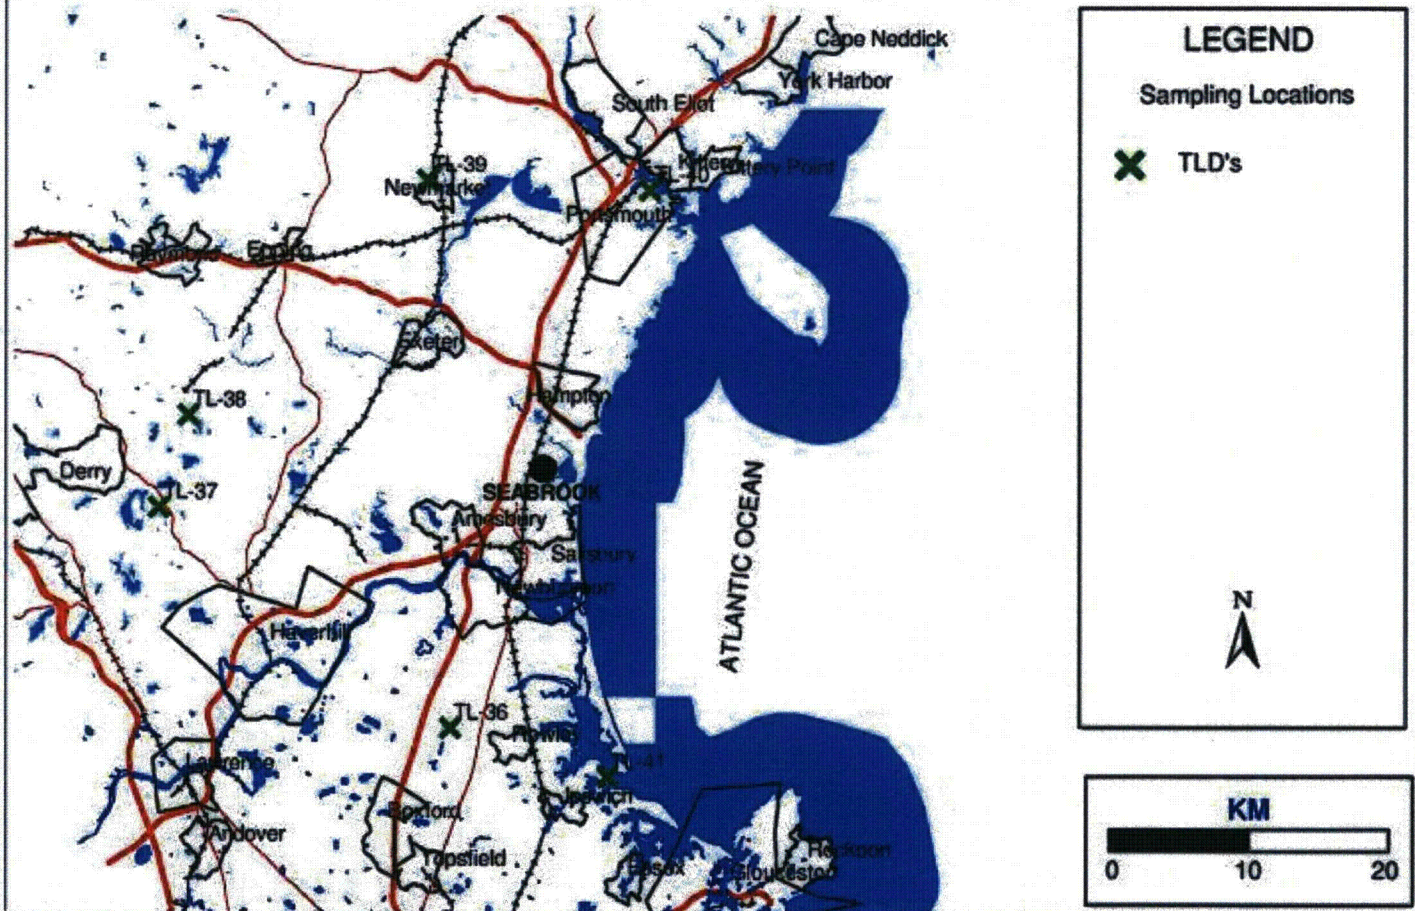 Cape Neddick
York Harbor
South Eliot
TL-39
Newmarket
Kittery
Kittery Point
TL-40
Portsmouth
Raymond
Epping
Exeter
TL-38
Hampton
Derry
TL-37
SEABROOK
Amesbury
Salisbury
Newburyport
ATLANTIC OCEAN
Haverhill
TL-36
Rowley
TL-41
Lawrence
Ipswich
Boxford
Andover
Topsfield
Essex
Rockport
Gloucester
LEGEND
Sampling Locations
TLD's
N
KM
0 10 20